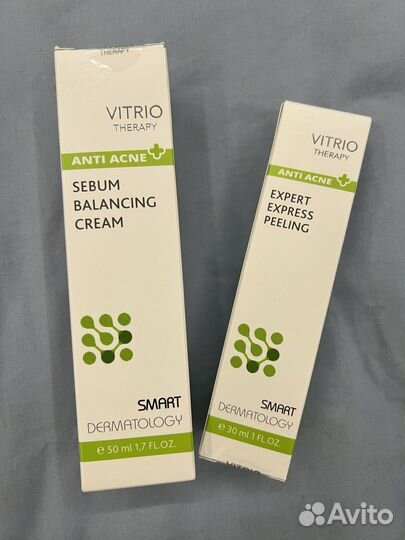 THERAPY
VITRIO
THERAPY
ANTI ACNE
SEBUM
BALANCING
CREAM
SMART
DERMATOLOGY
e 50 ml 1,7 FL.OZ.
VITRIO
THERAPY
ANTI ACNE
EXPERT
EXPRESS
PEELING
SMART
DERMATOLOGY
e 30 ml 1 FL.OZ.
VITRIO
Avito